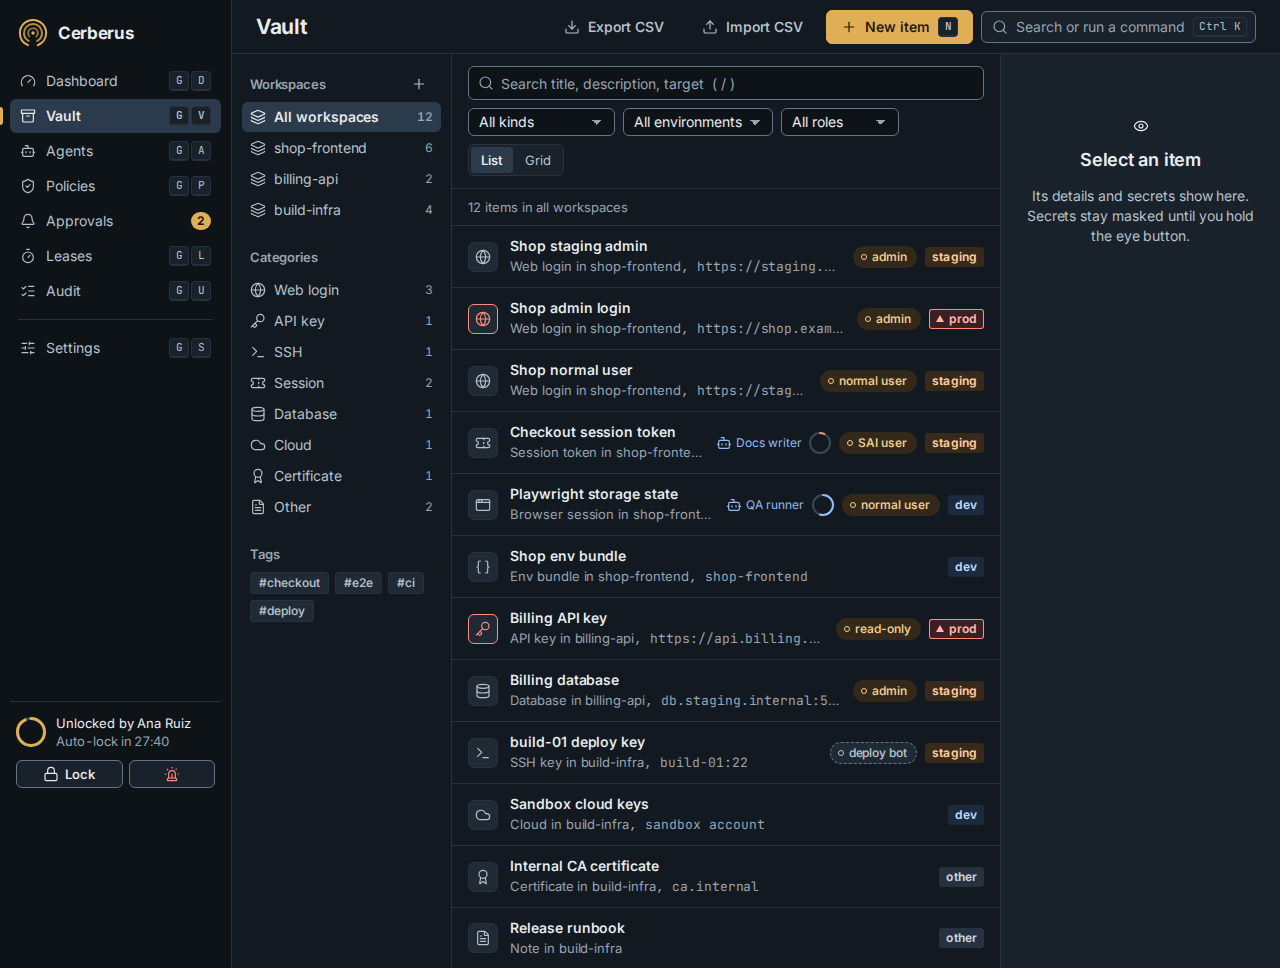 Cerberus
Dashboard G D
Vault G V
Agents G A
Policies G P
Approvals 2
Leases G L
Audit G U
Settings G S
Unlocked by Ana Ruiz
Auto-lock in 27:40
Lock
Vault
Export CSV
Import CSV
New item N
Search or run a command Ctrl K
Workspaces
All workspaces 12
shop-frontend 6
billing-api 2
build-infra 4
Categories
Web login 3
API key 1
SSH 1
Session 2
Database 1
Cloud 1
Certificate 1
Other 2
Tags
#checkout #e2e #ci
#deploy
Search title, description, target (/)
All kinds All environments All roles
List Grid
12 items in all workspaces
Shop staging admin
Web login in shop-frontend, https://staging.…
admin staging
Shop admin login
Web login in shop-frontend, https://shop.exam…
admin prod
Shop normal user
Web login in shop-frontend, https://stag…
normal user staging
Checkout session token
Session token in shop-fronte…
Docs writer SAI user staging
Playwright storage state
Browser session in shop-front…
QA runner normal user dev
Shop env bundle
Env bundle in shop-frontend, shop-frontend
dev
Billing API key
API key in billing-api, https://api.billing.…
read-only prod
Billing database
Database in billing-api, db.staging.internal:5…
admin staging
build-01 deploy key
SSH key in build-infra, build-01:22
deploy bot staging
Sandbox cloud keys
Cloud in build-infra, sandbox account
dev
Internal CA certificate
Certificate in build-infra, ca.internal
other
Release runbook
Note in build-infra
other
Select an item
Its details and secrets show here.
Secrets stay masked until you hold
the eye button.